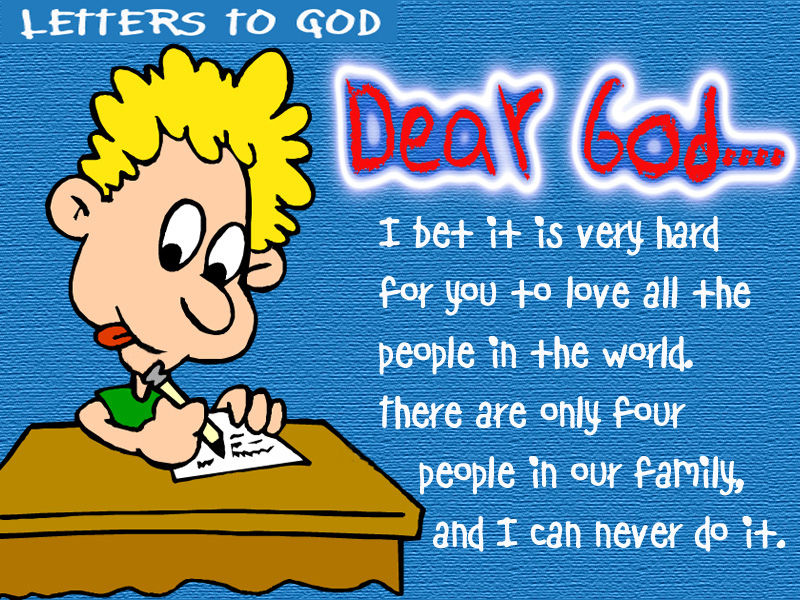 LETTERS TO GOD
Dear God....
I bet it is very hard
for you to love all the
people in the world.
There are only four
people in our family,
and I can never do it.